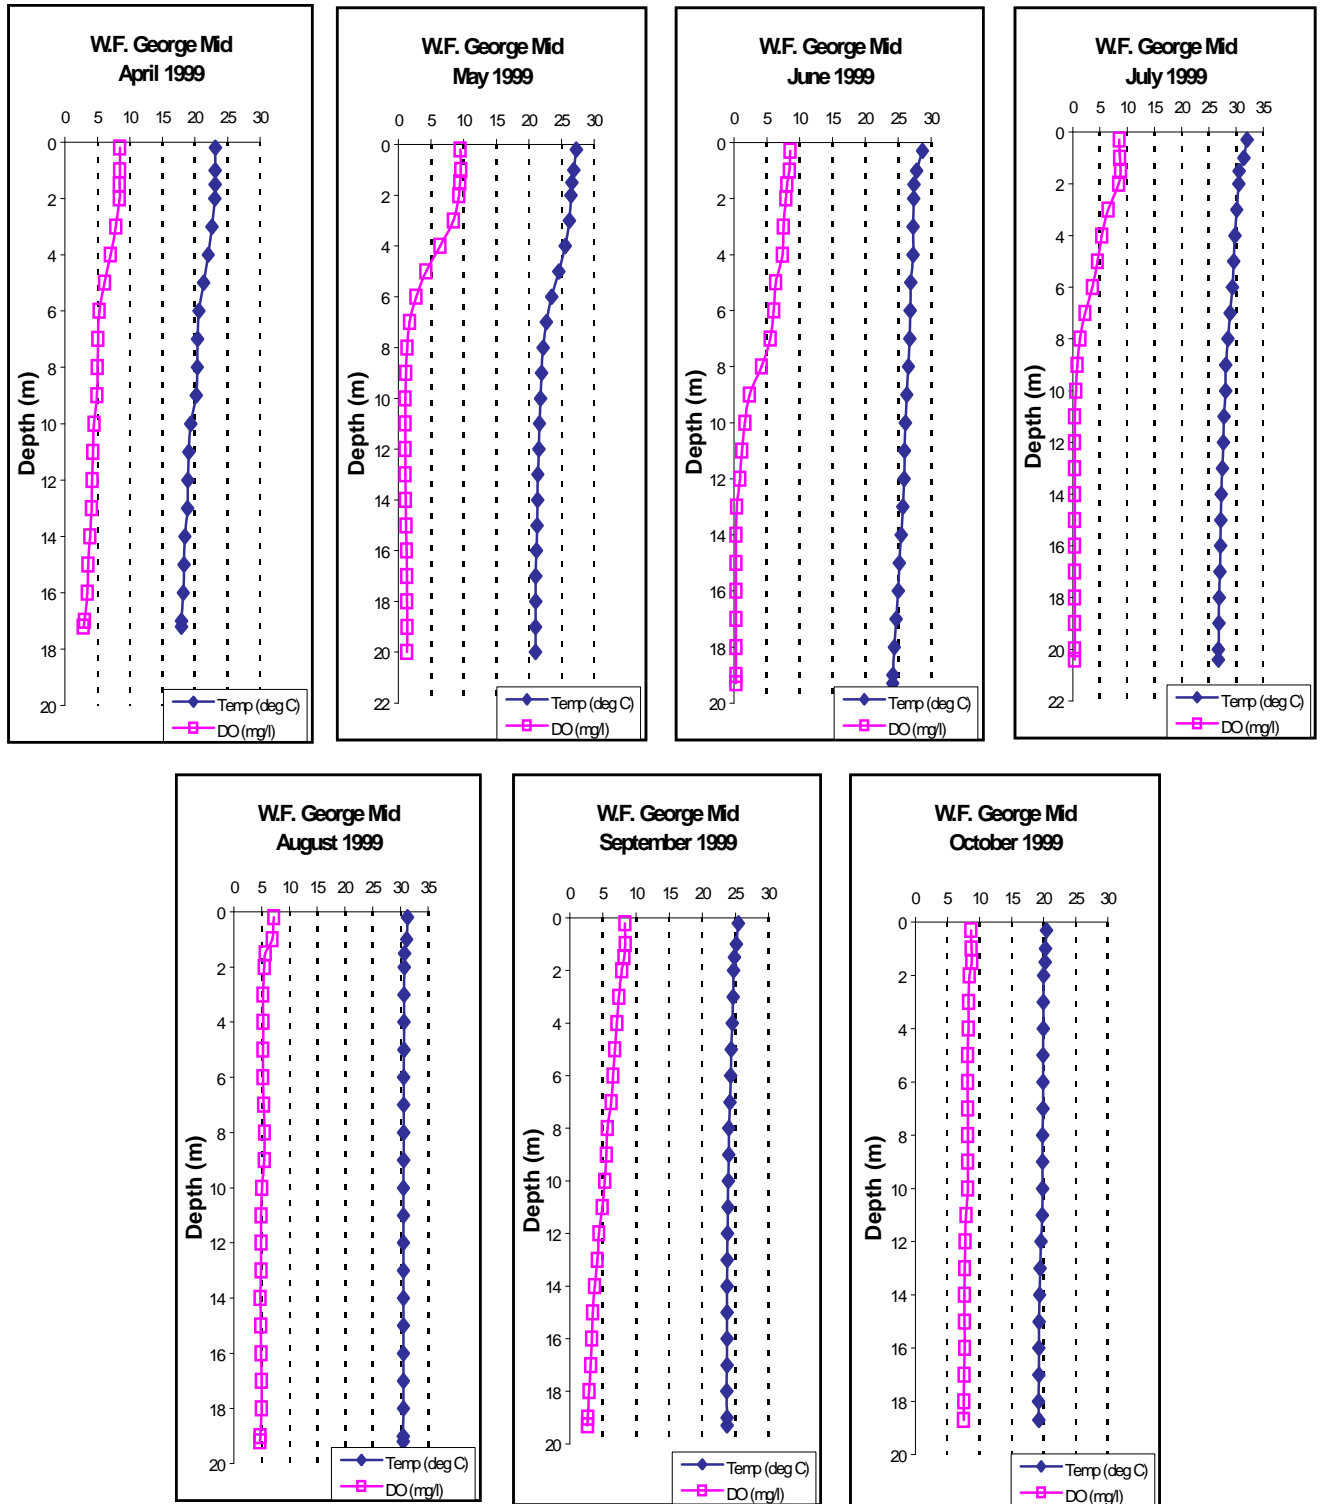 W.F. George Mid
April 1999
0 5 10 15 20 25 30
0
2
4
6
8
10
12
14
16
18
20
Depth (m)
Temp (deg C)
DO (mg/l)
W.F. George Mid
May 1999
0 5 10 15 20 25 30
0
2
4
6
8
10
12
14
16
18
20
22
Depth (m)
Temp (deg C)
DO (mg/l)
W.F. George Mid
June 1999
0 5 10 15 20 25 30
0
2
4
6
8
10
12
14
16
18
20
Depth (m)
Temp (deg C)
DO (mg/l)
W.F. George Mid
July 1999
0 5 10 15 20 25 30 35
0
2
4
6
8
10
12
14
16
18
20
22
Depth (m)
Temp (deg C)
DO (mg/l)
W.F. George Mid
August 1999
0 5 10 15 20 25 30 35
0
2
4
6
8
10
12
14
16
18
20
Depth (m)
Temp (deg C)
DO (mg/l)
W.F. George Mid
September 1999
0 5 10 15 20 25 30
0
2
4
6
8
10
12
14
16
18
20
Depth (m)
Temp (deg C)
DO (mg/l)
W.F. George Mid
October 1999
0 5 10 15 20 25 30
0
2
4
6
8
10
12
14
16
18
20
Depth (m)
Temp (deg C)
DO (mg/l)